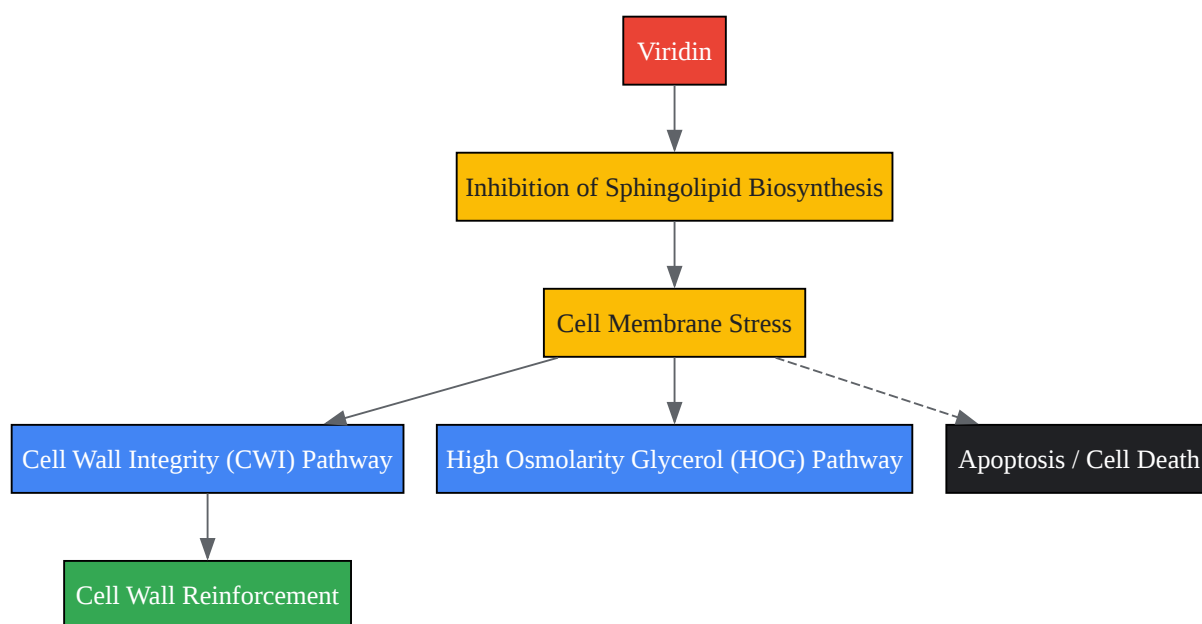 Viridin
Inhibition of Sphingolipid Biosynthesis
Cell Membrane Stress
Cell Wall Integrity (CWI) Pathway
High Osmolarity Glycerol (HOG) Pathway
Apoptosis / Cell Death
Cell Wall Reinforcement